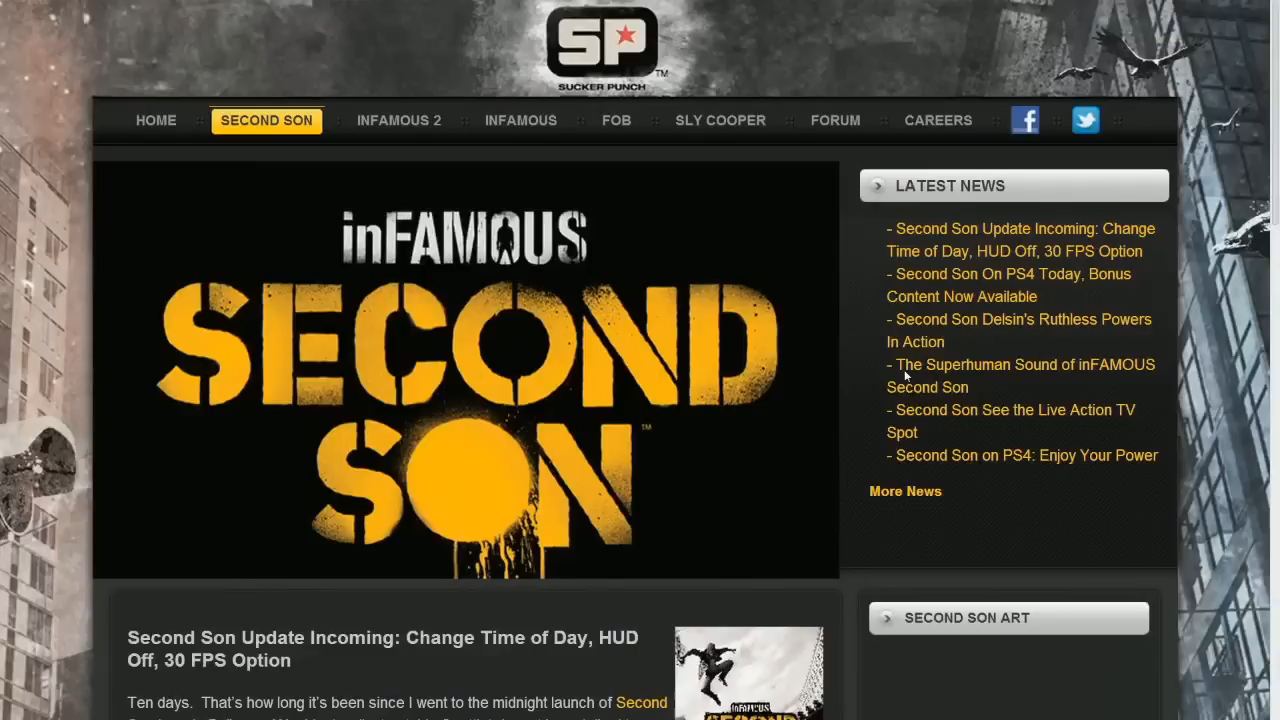 SP
TM
SUCKER PUNCH
HOME SECOND SON INFAMOUS 2 INFAMOUS FOB SLY COOPER FORUM CAREERS f
inFAMOUS
SECOND
SON™
LATEST NEWS
- Second Son Update Incoming: Change
Time of Day, HUD Off, 30 FPS Option
- Second Son On PS4 Today, Bonus
Content Now Available
- Second Son Delsin's Ruthless Powers
In Action
- The Superhuman Sound of inFAMOUS
Second Son
- Second Son See the Live Action TV
Spot
- Second Son on PS4: Enjoy Your Power
More News
Second Son Update Incoming: Change Time of Day, HUD
Off, 30 FPS Option
Ten days.  That's how long it's been since I went to the midnight launch of Second
inFAMOUS
SECOND SON ART